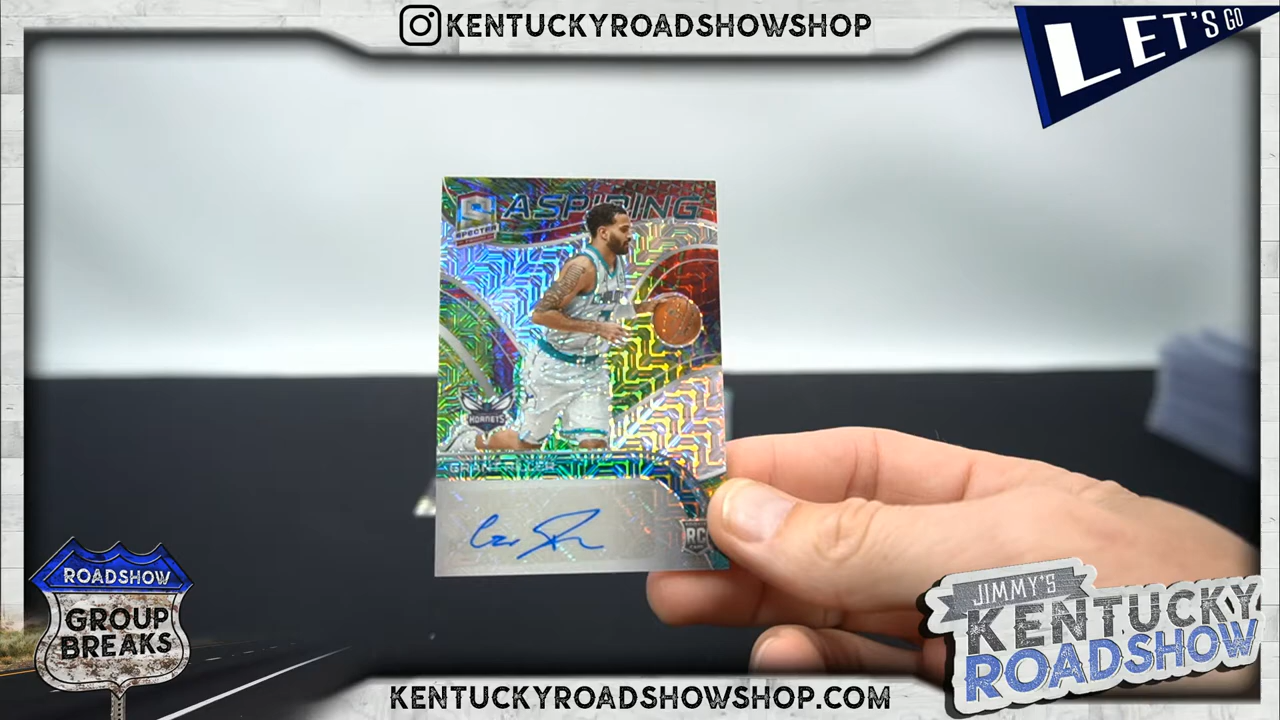 KENTUCKYROADSHOWSHOP
LET'S GO
ASPIRING
SPECTRA
HORNETS
RC
ROADSHOW
GROUP
BREAKS
JIMMY'S
KENTUCKY
ROADSHOW
KENTUCKYROADSHOWSHOP.COM